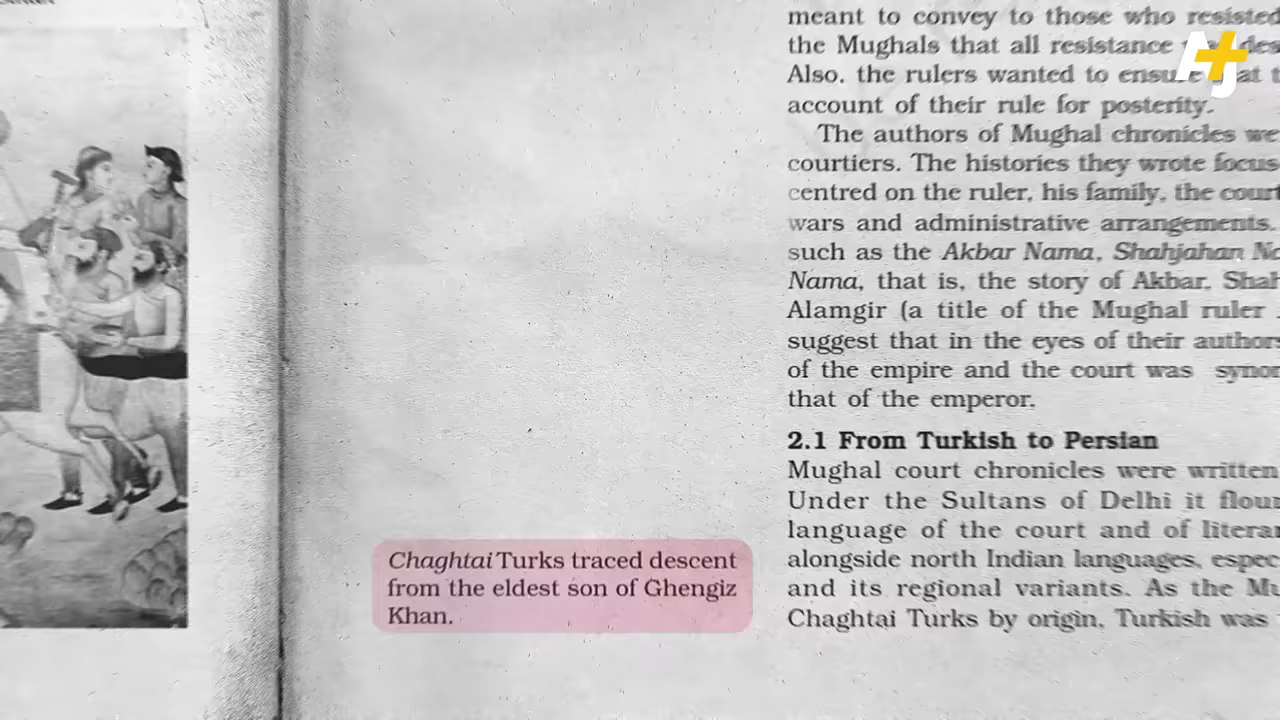 meant to convey to those who resisted
the Mughals that all resistance
Also, the rulers wanted to ensure that
account of their rule for posterity.
The authors of Mughal chronicles
courtiers. The histories they wrote
centred on the ruler, his family, the court
wars and administrative arrangements.
such as the Akbar Nama, Shahjahan
Nama, that is, the story of Akbar,
Alamgir (a title of the Mughal ruler
suggest that in the eyes of their
of the empire and the court was
that of the emperor.
2.1 From Turkish to Persian
Mughal court chronicles were written
Under the Sultans of Delhi it
language of the court and of
alongside north Indian languages,
and its regional variants. As the
Chaghtai Turks by origin, Turkish was
Chaghtai Turks traced descent
from the eldest son of Ghengiz
Khan.